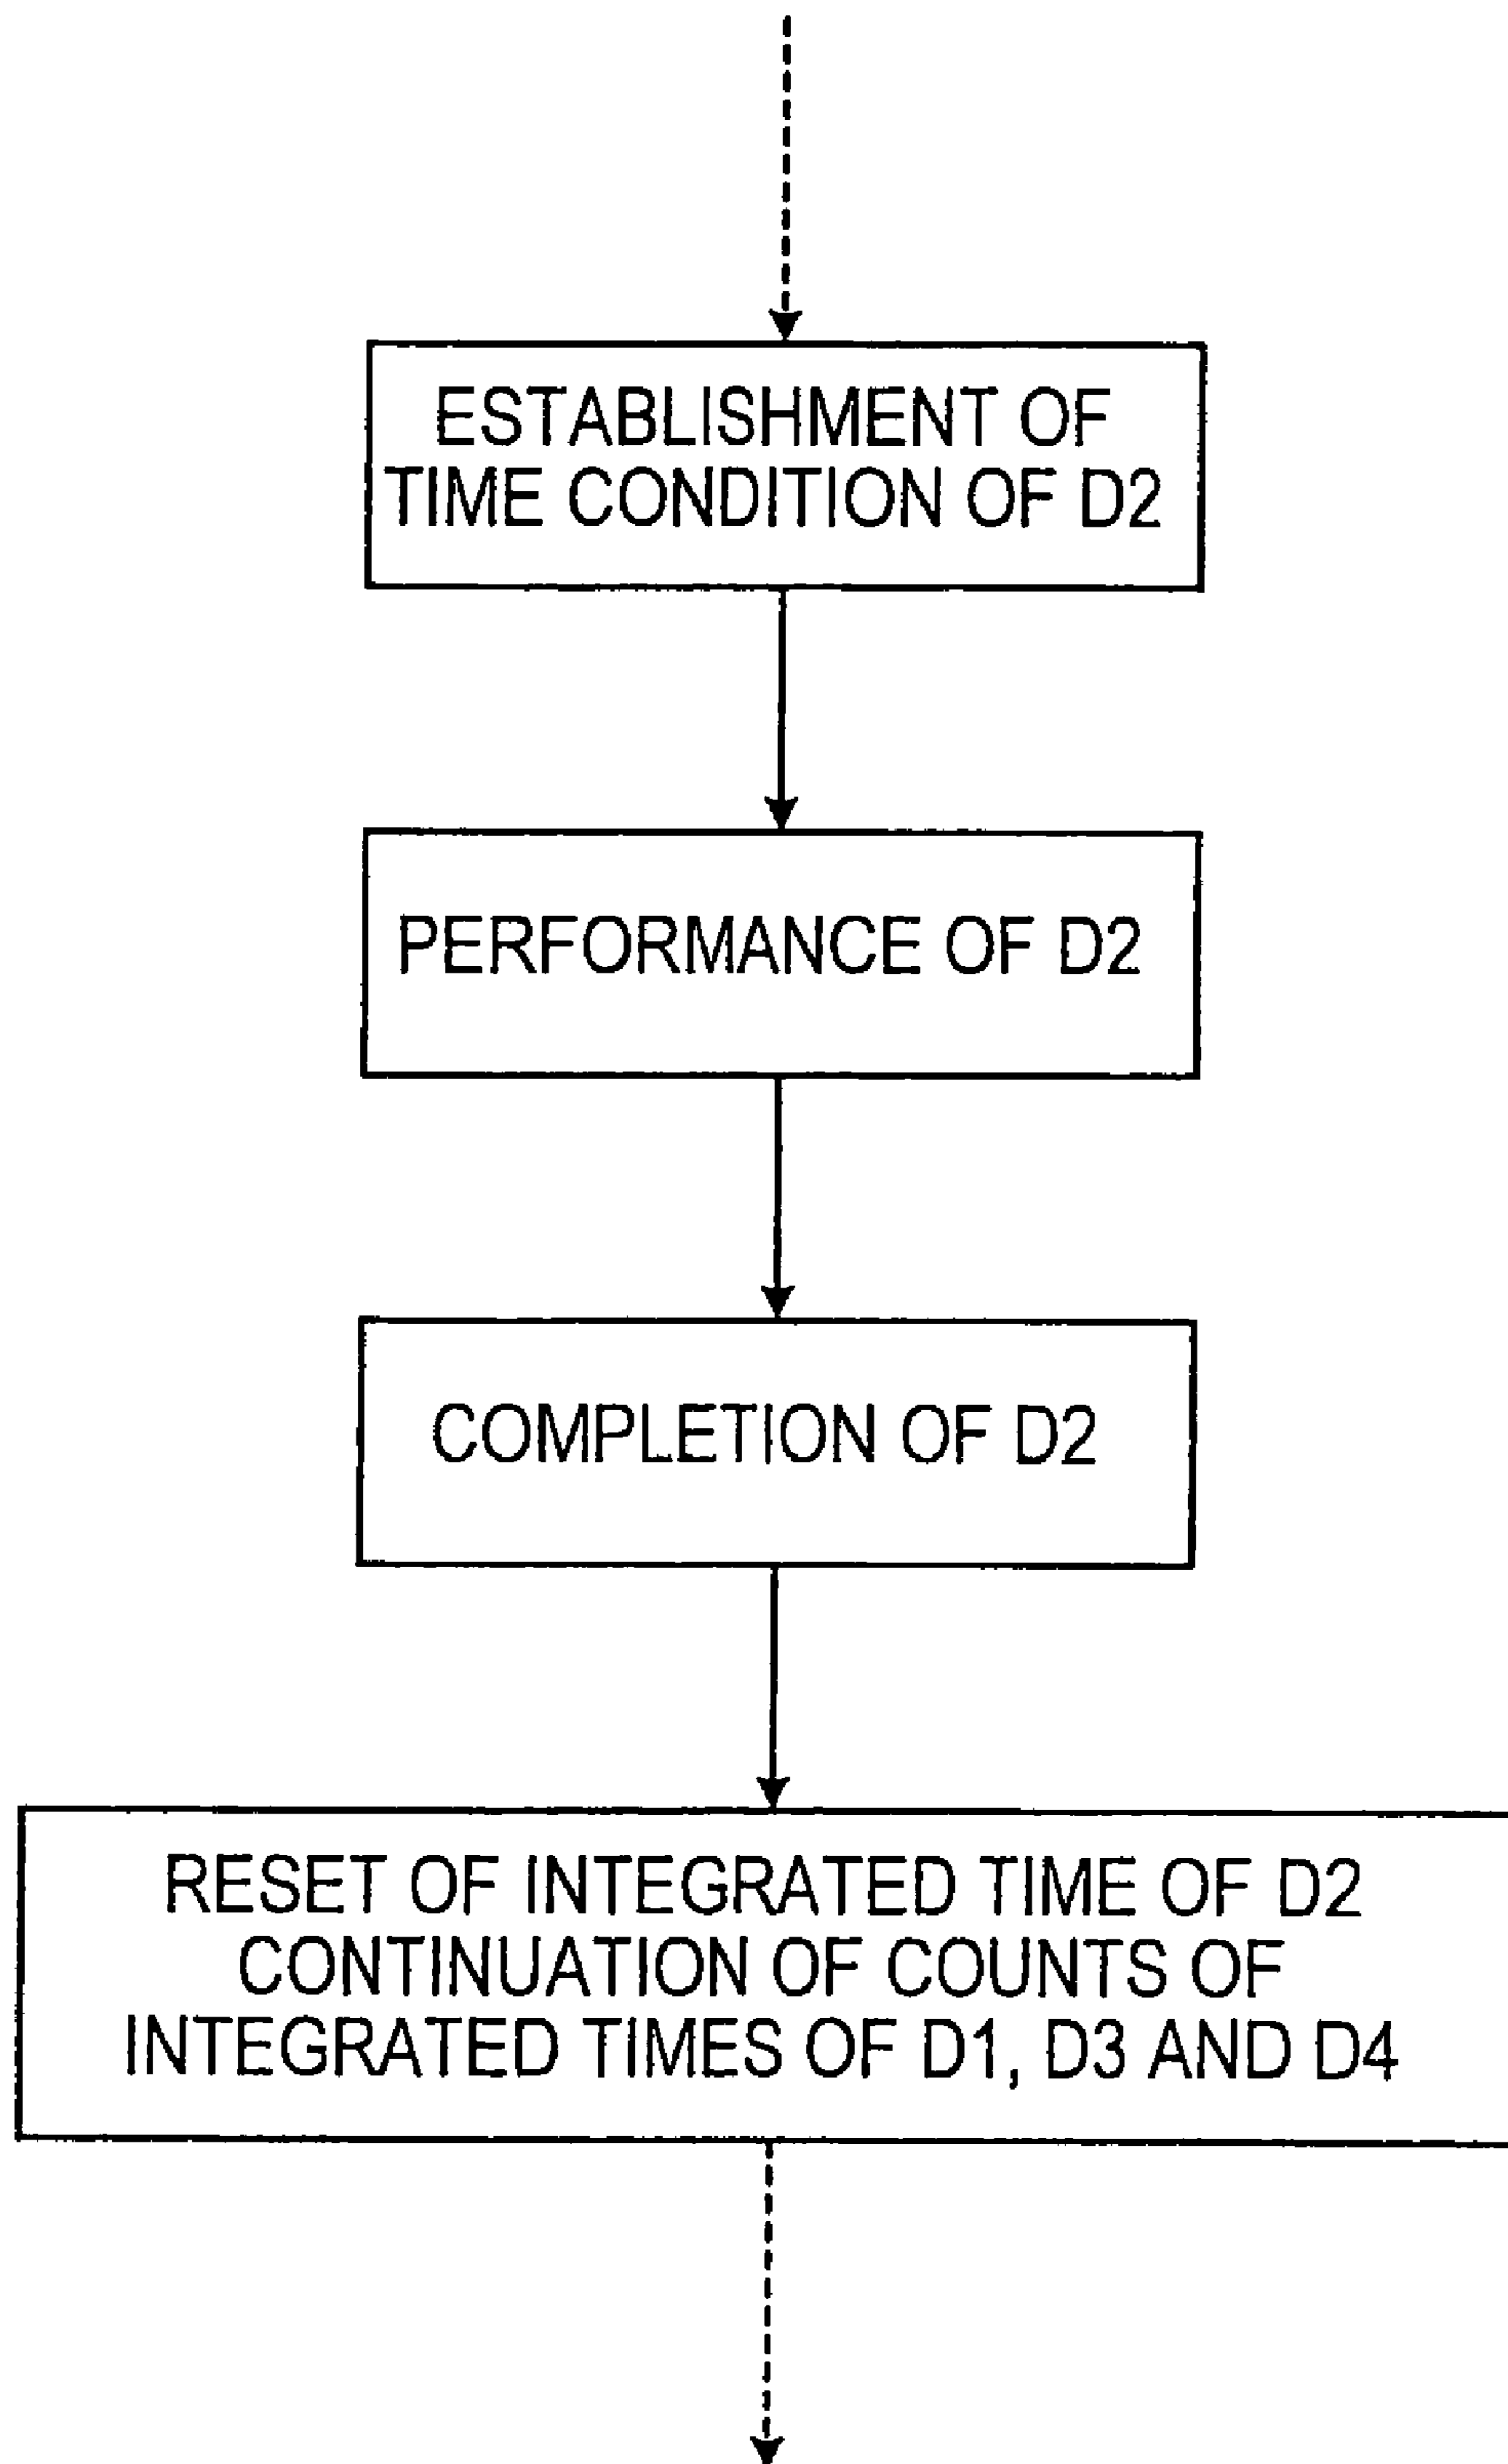 ESTABLISHMENT OF
TIME CONDITION OF D2
PERFORMANCE OF D2
COMPLETION OF D2
RESET OF INTEGRATED TIME OF D2
CONTINUATION OF COUNTS OF
INTEGRATED TIMES OF D1, D3 AND D4